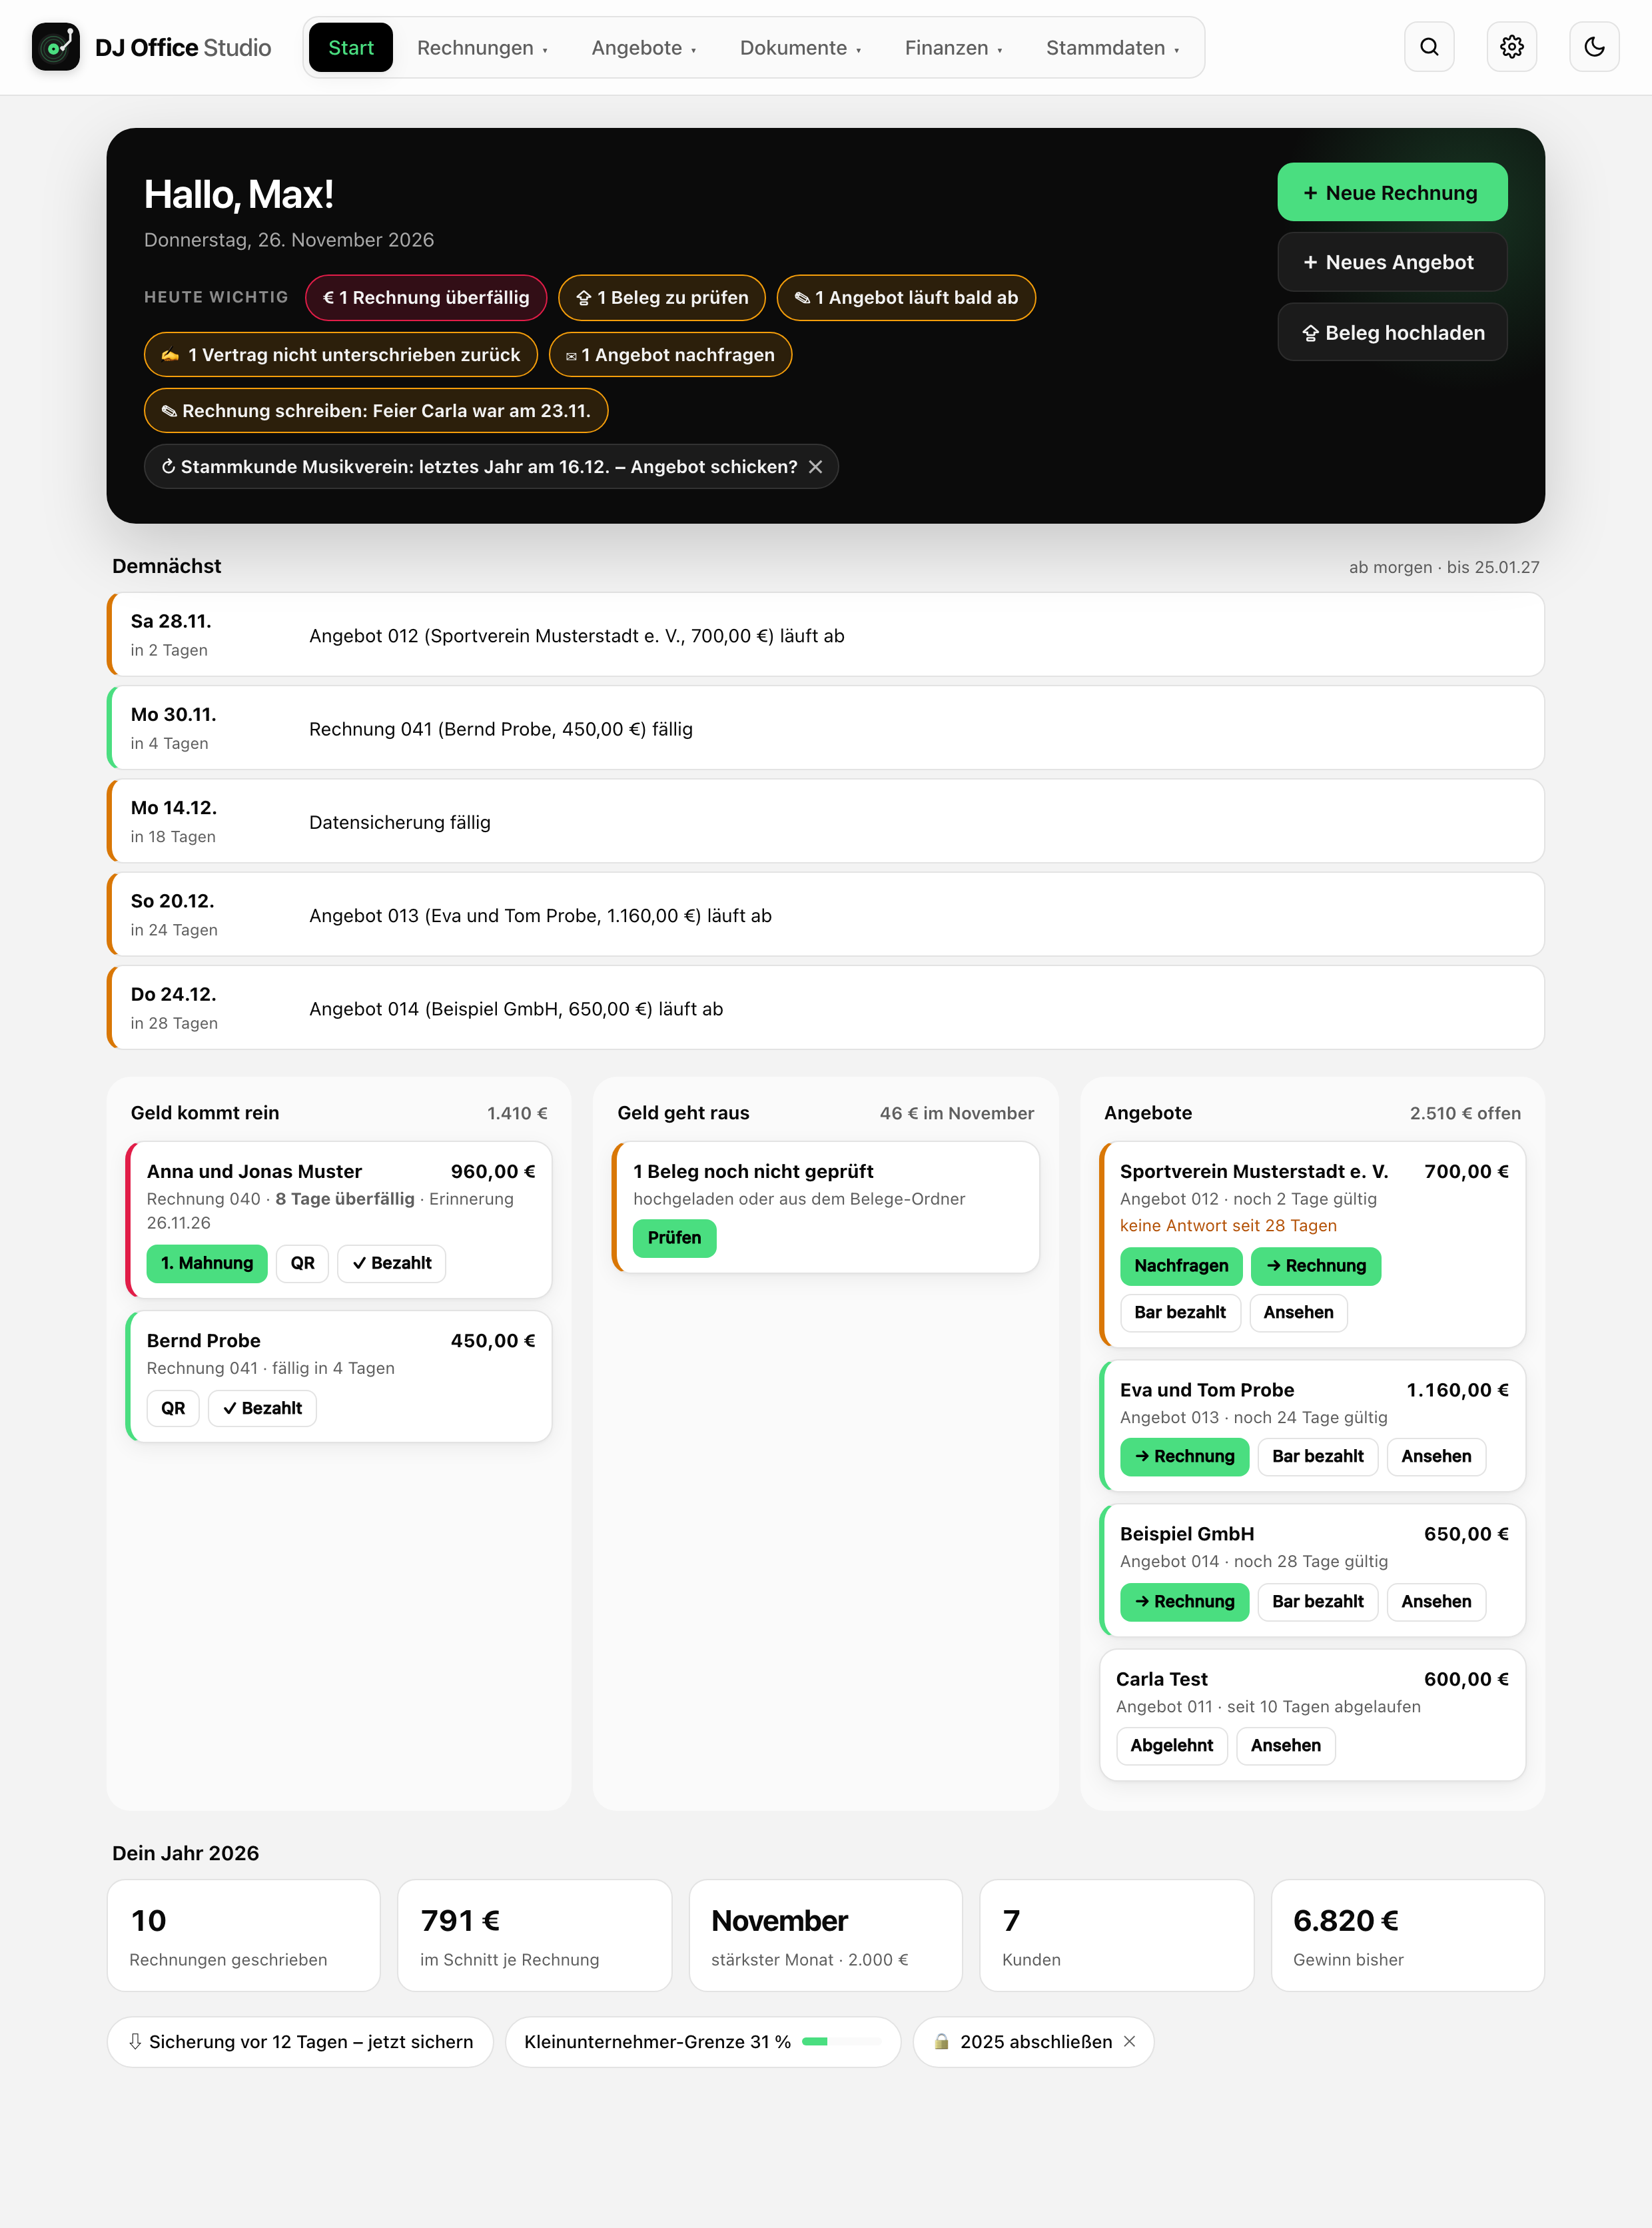 DJ Office Studio
Start
Rechnungen
Angebote
Dokumente
Finanzen
Stammdaten
Hallo, Max!
Donnerstag, 26. November 2026
HEUTE WICHTIG
€ 1 Rechnung überfällig
1 Beleg zu prüfen
✎ 1 Angebot läuft bald ab
✍ 1 Vertrag nicht unterschrieben zurück
✉ 1 Angebot nachfragen
✎ Rechnung schreiben: Feier Carla war am 23.11.
↻ Stammkunde Musikverein: letztes Jahr am 16.12. – Angebot schicken? ✕
+ Neue Rechnung
+ Neues Angebot
Beleg hochladen
Demnächst
ab morgen · bis 25.01.27
Sa 28.11.
in 2 Tagen
Angebot 012 (Sportverein Musterstadt e. V., 700,00 €) läuft ab
Mo 30.11.
in 4 Tagen
Rechnung 041 (Bernd Probe, 450,00 €) fällig
Mo 14.12.
in 18 Tagen
Datensicherung fällig
So 20.12.
in 24 Tagen
Angebot 013 (Eva und Tom Probe, 1.160,00 €) läuft ab
Do 24.12.
in 28 Tagen
Angebot 014 (Beispiel GmbH, 650,00 €) läuft ab
Geld kommt rein
1.410 €
Anna und Jonas Muster
960,00 €
Rechnung 040 · 8 Tage überfällig · Erinnerung
26.11.26
1. Mahnung
QR
✓ Bezahlt
Bernd Probe
450,00 €
Rechnung 041 · fällig in 4 Tagen
QR
✓ Bezahlt
Geld geht raus
46 € im November
1 Beleg noch nicht geprüft
hochgeladen oder aus dem Belege-Ordner
Prüfen
Angebote
2.510 € offen
Sportverein Musterstadt e. V.
700,00 €
Angebot 012 · noch 2 Tage gültig
keine Antwort seit 28 Tagen
Nachfragen
→ Rechnung
Bar bezahlt
Ansehen
Eva und Tom Probe
1.160,00 €
Angebot 013 · noch 24 Tage gültig
→ Rechnung
Bar bezahlt
Ansehen
Beispiel GmbH
650,00 €
Angebot 014 · noch 28 Tage gültig
→ Rechnung
Bar bezahlt
Ansehen
Carla Test
600,00 €
Angebot 011 · seit 10 Tagen abgelaufen
Abgelehnt
Ansehen
Dein Jahr 2026
10
Rechnungen geschrieben
791 €
im Schnitt je Rechnung
November
stärkster Monat · 2.000 €
7
Kunden
6.820 €
Gewinn bisher
⇩ Sicherung vor 12 Tagen – jetzt sichern
Kleinunternehmer-Grenze 31 %
🔒 2025 abschließen ✕